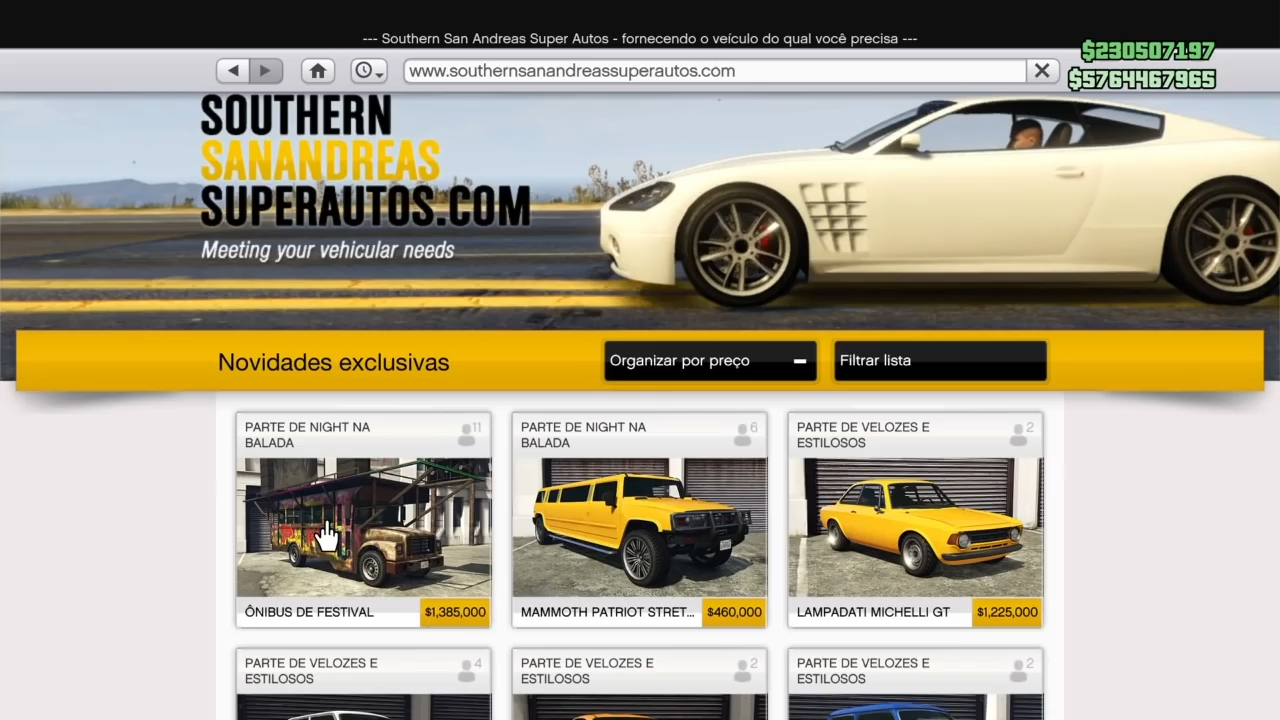 --- Southern San Andreas Super Autos - fornecendo o veículo do qual você precisa ---
$230507197
www.southernsanandreassuperautos.com
$5764467965
SOUTHERN
SANANDREAS
SUPERAUTOS.COM
Meeting your vehicular needs
Novidades exclusivas
Organizar por preço
Filtrar lista
PARTE DE NIGHT NA
BALADA
11
ÔNIBUS DE FESTIVAL
$1,385,000
PARTE DE NIGHT NA
BALADA
6
MAMMOTH PATRIOT STRET...
$460,000
PARTE DE VELOZES E
ESTILOSOS
2
LAMPADATI MICHELLI GT
$1,225,000
PARTE DE VELOZES E
ESTILOSOS
4
PARTE DE VELOZES E
ESTILOSOS
2
PARTE DE VELOZES E
ESTILOSOS
2